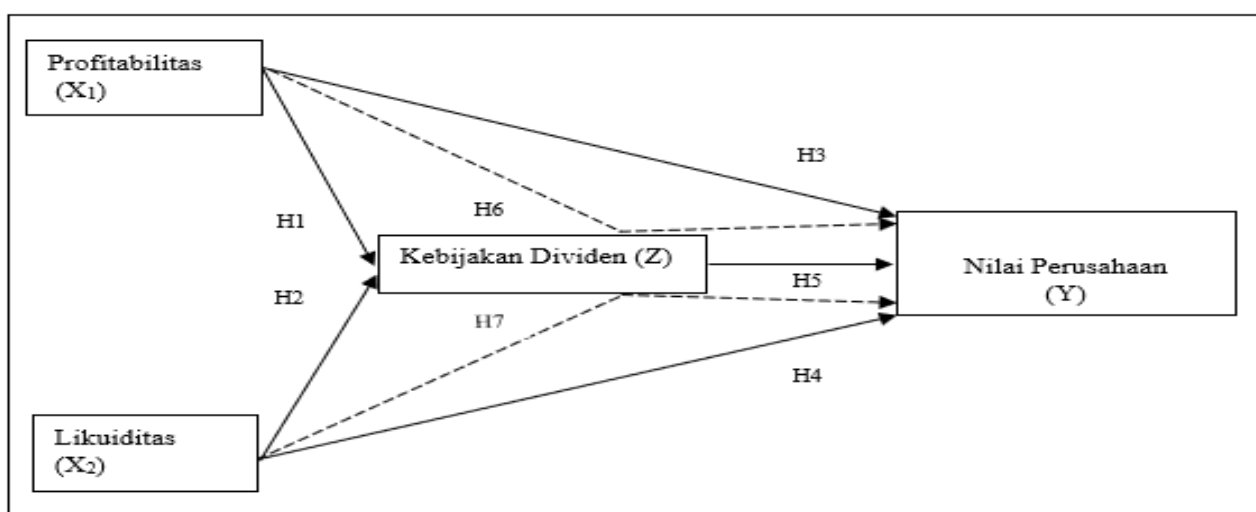 Profitabilitas
(X1)
H3
H1
H6
Kebijakan Dividen (Z)
Nilai Perusahaan
(Y)
H5
H2
H7
H4
Likuiditas
(X2)